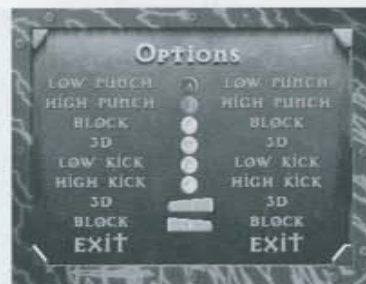 Options
LOW PUNCH LOW PUNCH
HIGH PUNCH HIGH PUNCH
BLOCK BLOCK
3D 3D
LOW KICK LOW KICK
HIGH KICK HIGH KICK
3D 3D
BLOCK BLOCK
EXIT EXIT